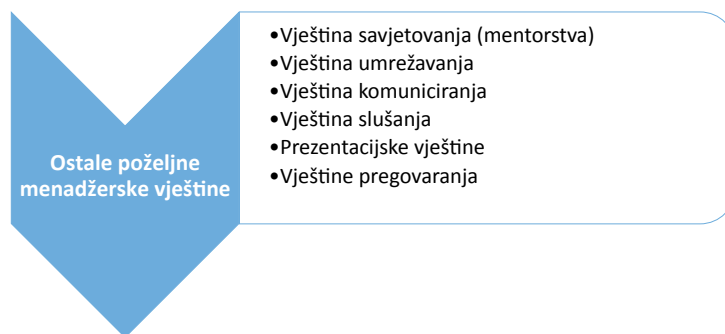 Ostale poželjne
menadžerske vještine
•Vještina savjetovanja (mentorstva)
•Vještina umrežavanja
•Vještina komuniciranja
•Vještina slušanja
•Prezentacijske vještine
•Vještine pregovaranja